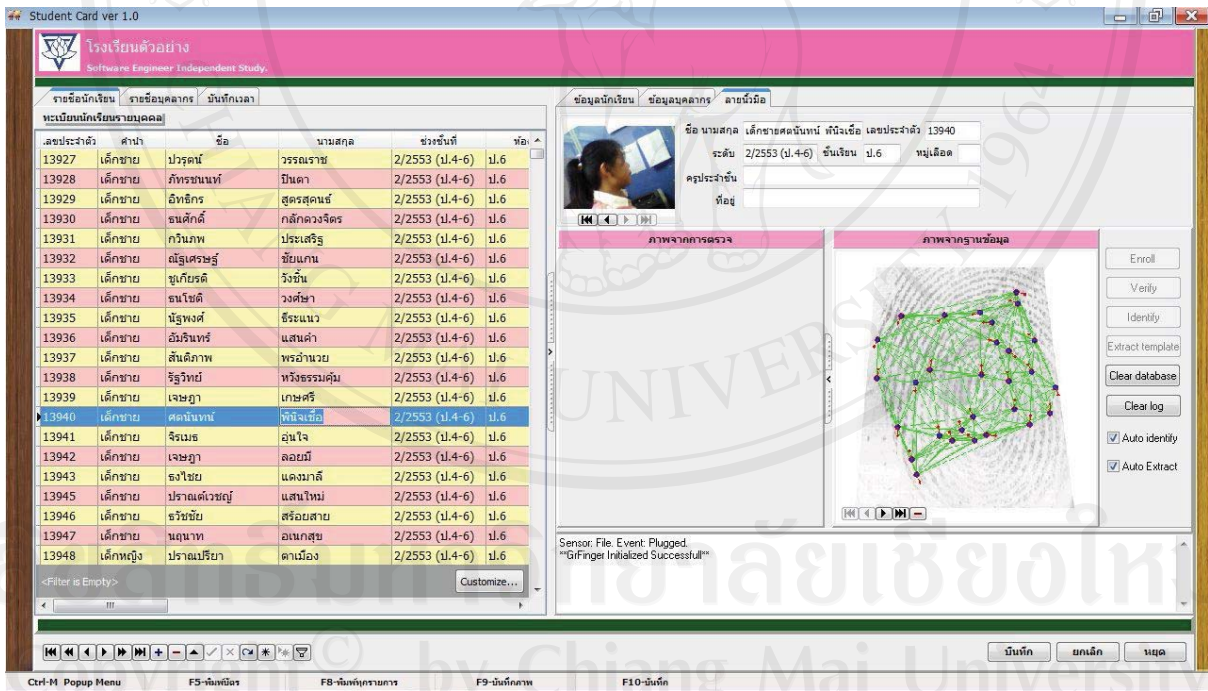 Student Card ver 1.0
โรงเรียนตัวอย่าง
Software Engineer Independent Study.
รายชื่อนักเรียน รายชื่อบุคลากร บันทึกเวลา
ทะเบียนนักเรียนรายบุคคล
เลขประจำตัว คำนำ ชื่อ นามสกุล ช่วงชั้นที่ ห้อง
13927 เด็กชาย ปวรุตน์ วรรณราช 2/2553 (ป.4-6) ป.6
13928 เด็กชาย ภัทรชนนท์ ปินตา 2/2553 (ป.4-6) ป.6
13929 เด็กชาย อิทธิกร สูตรสุคนธ์ 2/2553 (ป.4-6) ป.6
13930 เด็กชาย ธนศักดิ์ กลักดวงจิตร 2/2553 (ป.4-6) ป.6
13931 เด็กชาย กวินภพ ประเสริฐ 2/2553 (ป.4-6) ป.6
13932 เด็กชาย ณัฐเศรษฐ์ ชัยแกน 2/2553 (ป.4-6) ป.6
13933 เด็กชาย ชูเกียรติ วังชิ้น 2/2553 (ป.4-6) ป.6
13934 เด็กชาย ธนโชติ วงศ์ษา 2/2553 (ป.4-6) ป.6
13935 เด็กชาย นัฐพงศ์ ธิระแนว 2/2553 (ป.4-6) ป.6
13936 เด็กชาย อัมรินทร์ แสนคำ 2/2553 (ป.4-6) ป.6
13937 เด็กชาย สันติภาพ พรอำนวย 2/2553 (ป.4-6) ป.6
13938 เด็กชาย รัฐวิทย์ หวังธรรมคุ้ม 2/2553 (ป.4-6) ป.6
13939 เด็กชาย เจษฎา เกษศรี 2/2553 (ป.4-6) ป.6
13940 เด็กชาย ศตนันทน์ พินิจเชื้อ 2/2553 (ป.4-6) ป.6
13941 เด็กชาย จิรเมธ อุ่นใจ 2/2553 (ป.4-6) ป.6
13942 เด็กชาย เจษฎา ลอยมี 2/2553 (ป.4-6) ป.6
13943 เด็กชาย ธงไชย แดงมาลี 2/2553 (ป.4-6) ป.6
13945 เด็กชาย ปราณต์เวชญ์ แสนใหม่ 2/2553 (ป.4-6) ป.6
13946 เด็กชาย ธวัชชัย สร้อยสาย 2/2553 (ป.4-6) ป.6
13947 เด็กชาย นฤนาท อเนกสุข 2/2553 (ป.4-6) ป.6
13948 เด็กหญิง ปราณปรียา ตาเมือง 2/2553 (ป.4-6) ป.6
<Filter is Empty> Customize...
ข้อมูลนักเรียน ข้อมูลบุคลากร ลายนิ้วมือ
ชื่อ นามสกุล เด็กชายศตนันทน์ พินิจเชื้อ เลขประจำตัว 13940
ระดับ 2/2553 (ป.4-6) ชั้นเรียน ป.6 หมู่เลือด
ครูประจำชั้น
ที่อยู่
ภาพจากการตรวจ ภาพจากฐานข้อมูล
Enroll
Verify
Identify
Extract template
Clear database
Clear log
Auto identify
Auto Extract
Sensor: File. Event: Plugged.
**GrFinger Initialized Successfull**
บันทึก ยกเลิก หยุด
Ctrl-M Popup Menu F5-พิมพ์บัตร F8-พิมพ์ทุกรายการ F9-บันทึกภาพ F10-บันทึก
CHIANG MAI UNIVERSITY 1964
ลิขสิทธิ์มหาวิทยาลัยเชียงใหม่
Copyright © by Chiang Mai University